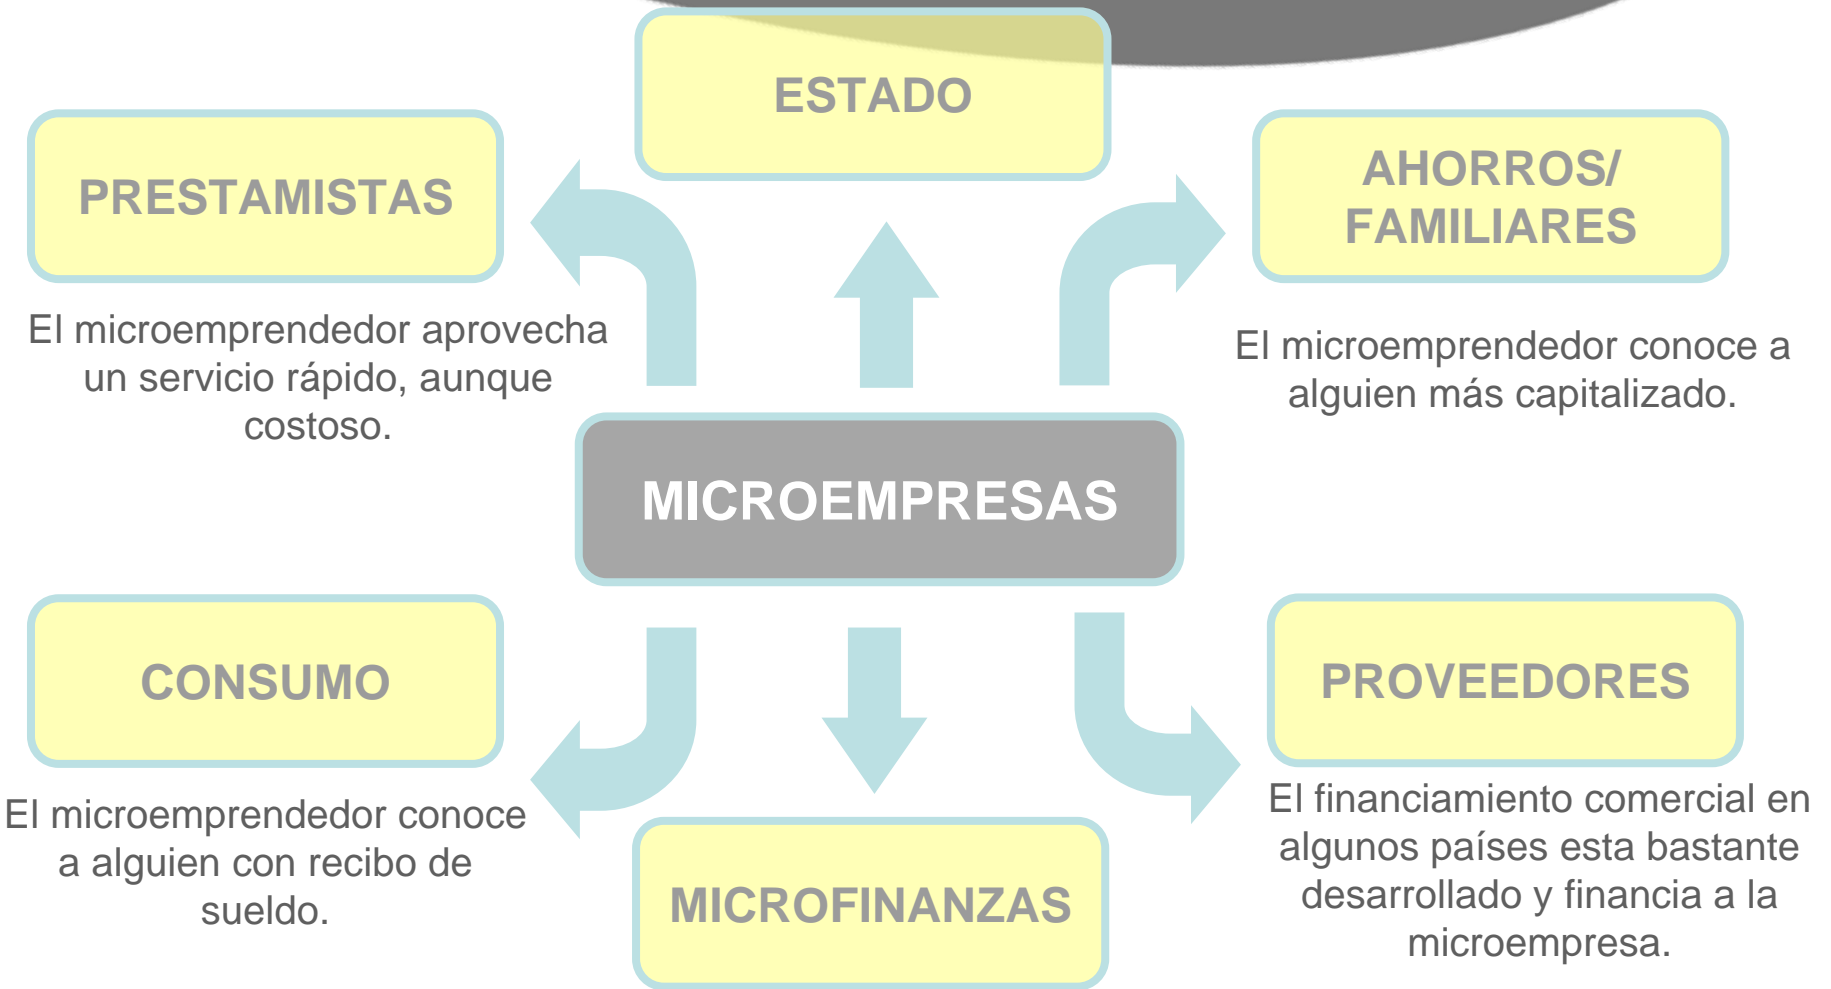 ESTADO
PRESTAMISTAS
El microemprendedor aprovecha
un servicio rápido, aunque
costoso.
AHORROS/
FAMILIARES
El microemprendedor conoce a
alguien más capitalizado.
MICROEMPRESAS
CONSUMO
El microemprendedor conoce
a alguien con recibo de
sueldo.
MICROFINANZAS
PROVEEDORES
El financiamiento comercial en
algunos países esta bastante
desarrollado y financia a la
microempresa.